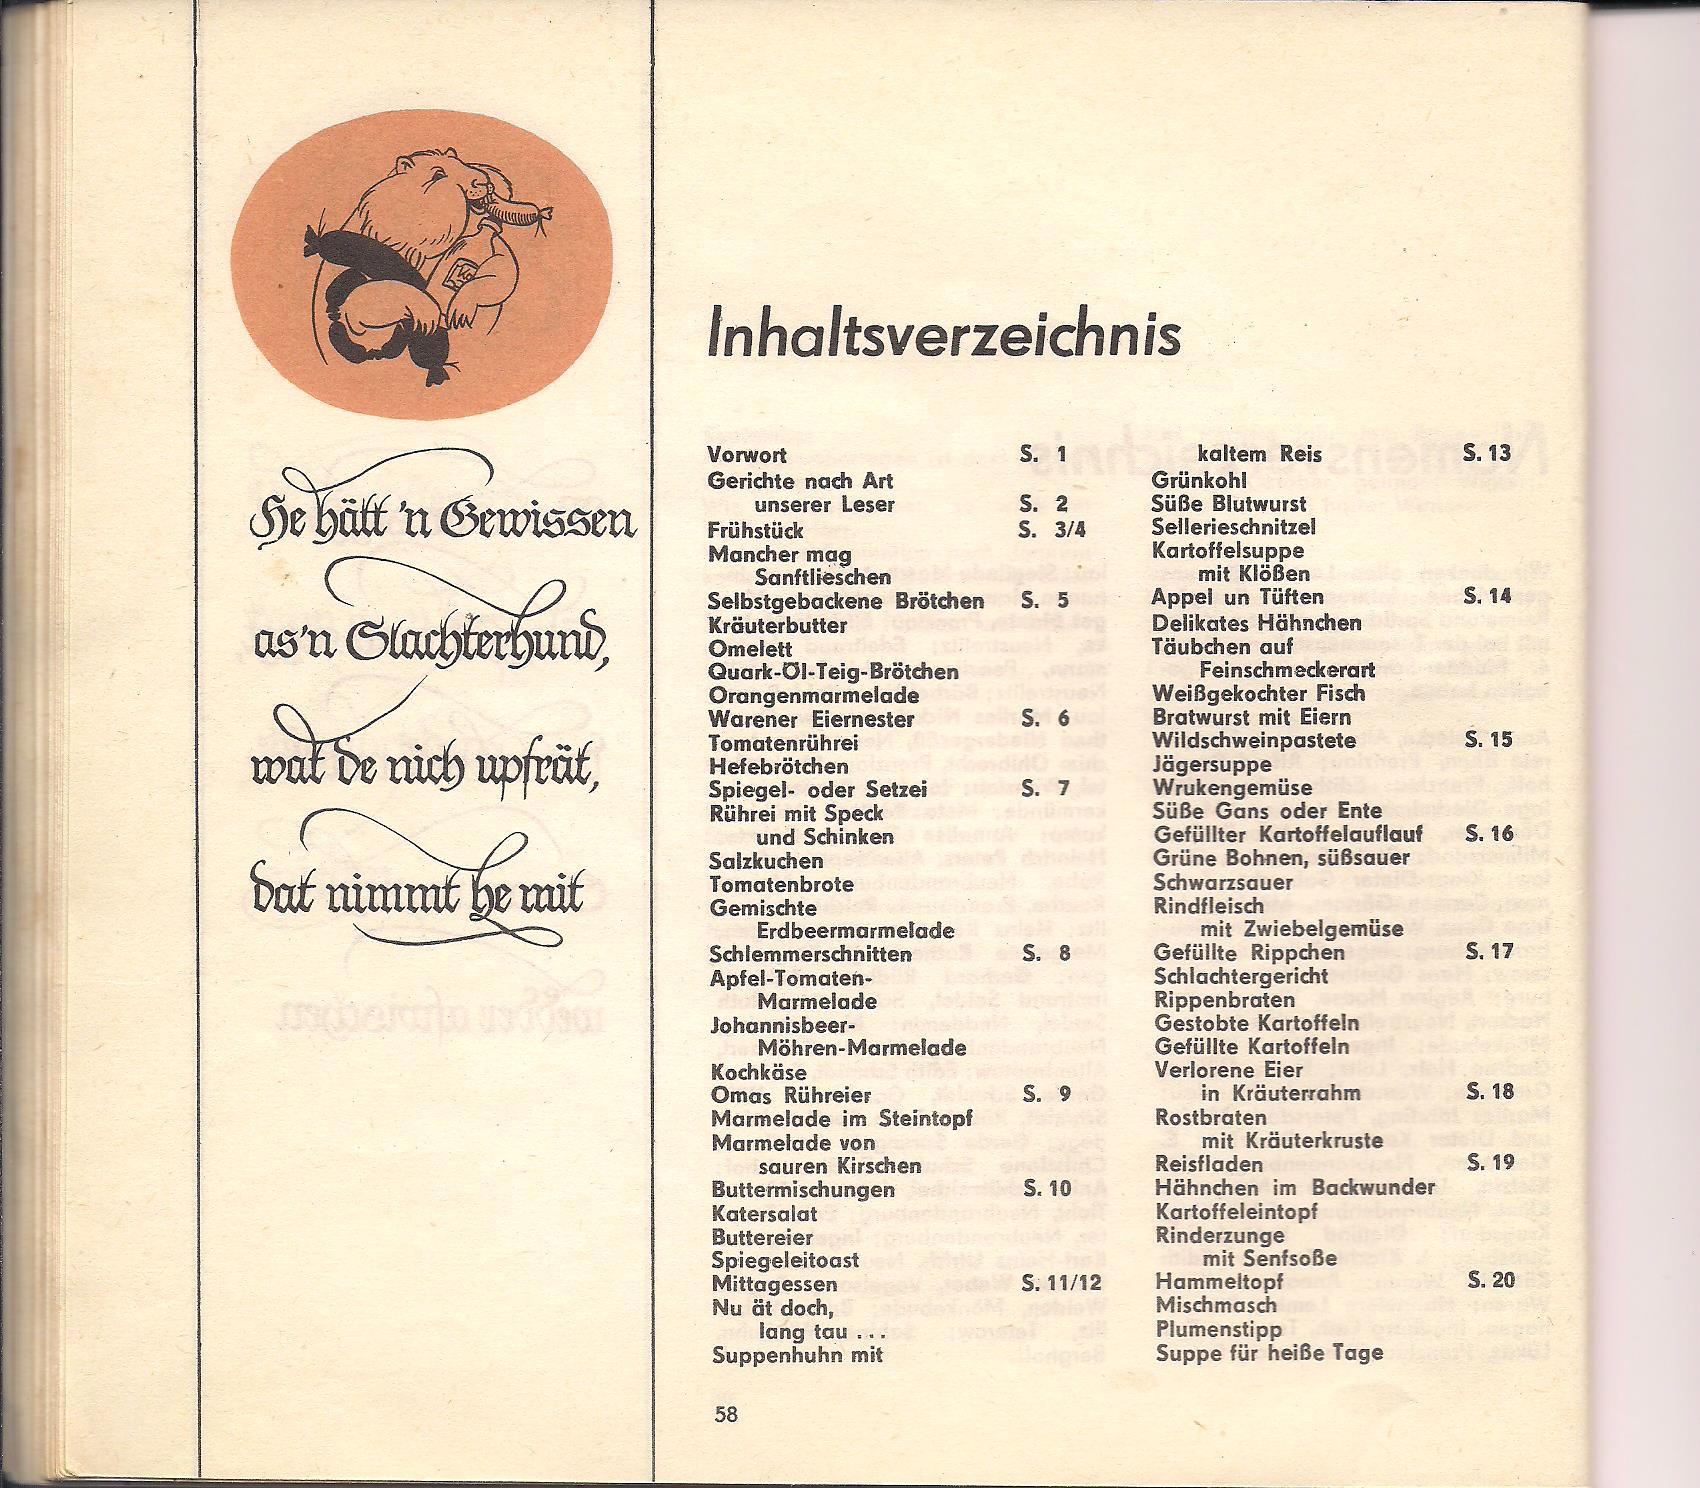 He hätt 'n Gewissen
as'n Slachterhund,
wat de nich upfrät,
dat nimmt he mit
Inhaltsverzeichnis
Vorwort S. 1
Gerichte nach Art
unserer Leser S. 2
Frühstück S. 3/4
Mancher mag
Sanftlieschen
Selbstgebackene Brötchen S. 5
Kräuterbutter
Omelett
Quark-Öl-Teig-Brötchen
Orangenmarmelade
Warener Eiernester S. 6
Tomatenrührei
Hefebrötchen
Spiegel- oder Setzei S. 7
Rührei mit Speck
und Schinken
Salzkuchen
Tomatenbrote
Gemischte
Erdbeermarmelade
Schlemmerschnitten S. 8
Apfel-Tomaten-
Marmelade
Johannisbeer-
Möhren-Marmelade
Kochkäse
Omas Rühreier S. 9
Marmelade im Steintopf
Marmelade von
sauren Kirschen
Buttermischungen S. 10
Katersalat
Buttereier
Spiegeleitoast
Mittagessen S. 11/12
Nu ät doch,
lang tau ...
Suppenhuhn mit
kaltem Reis S. 13
Grünkohl
Süße Blutwurst
Sellerieschnitzel
Kartoffelsuppe
mit Klößen
Appel un Tüften S. 14
Delikates Hähnchen
Täubchen auf
Feinschmeckerart
Weißgekochter Fisch
Bratwurst mit Eiern
Wildschweinpastete S. 15
Jägersuppe
Wrukengemüse
Süße Gans oder Ente
Gefüllter Kartoffelauflauf S. 16
Grüne Bohnen, süßsauer
Schwarzsauer
Rindfleisch
mit Zwiebelgemüse
Gefüllte Rippchen S. 17
Schlachtergericht
Rippenbraten
Gestobte Kartoffeln
Gefüllte Kartoffeln
Verlorene Eier
in Kräuterrahm S. 18
Rostbraten
mit Kräuterkruste
Reisfladen S. 19
Hähnchen im Backwunder
Kartoffeleintopf
Rinderzunge
mit Senfsoße
Hammeltopf S. 20
Mischmasch
Plumenstipp
Suppe für heiße Tage
58